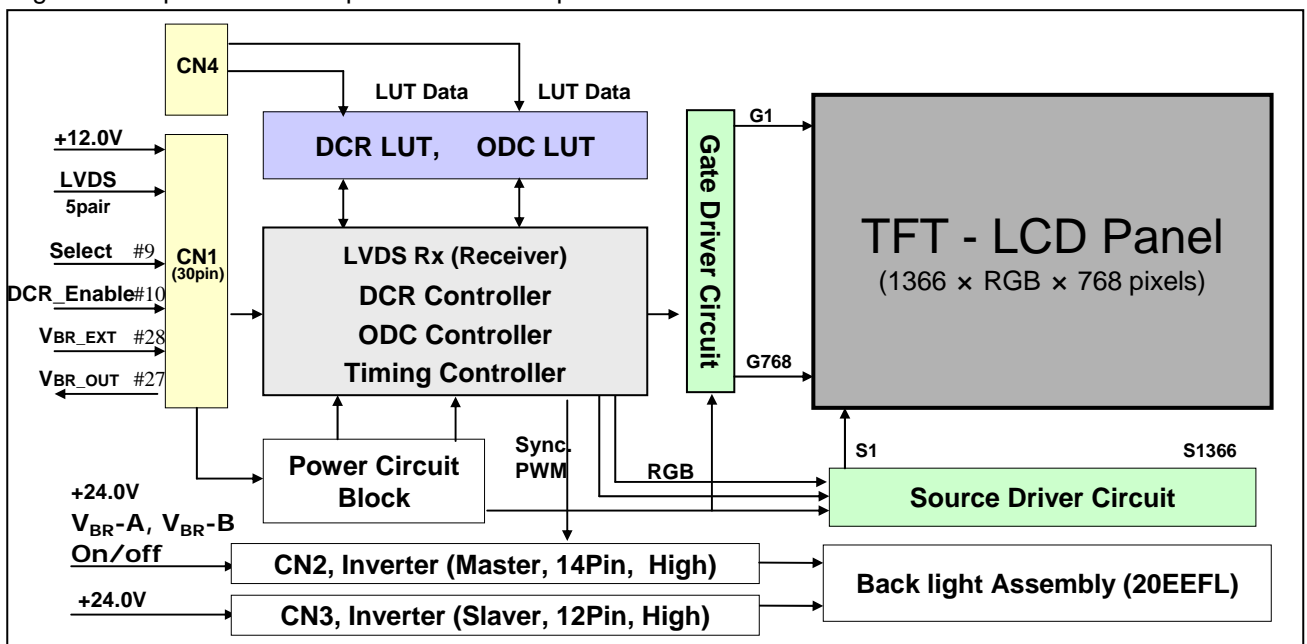 CN4
LUT Data
LUT Data
DCR LUT, ODC LUT
+12.0V
LVDS
5pair
Select #9
DCR_Enable#10
VBR_EXT #28
VBR_OUT #27
CN1
(30pin)
LVDS Rx (Receiver)
DCR Controller
ODC Controller
Timing Controller
Gate Driver Circuit
G1
G768
TFT - LCD Panel
(1366 × RGB × 768 pixels)
Power Circuit
Block
Sync.
PWM
RGB
S1
S1366
Source Driver Circuit
+24.0V
VBR-A, VBR-B
On/off
CN2, Inverter (Master, 14Pin, High)
Back light Assembly (20EEFL)
+24.0V
CN3, Inverter (Slaver, 12Pin, High)